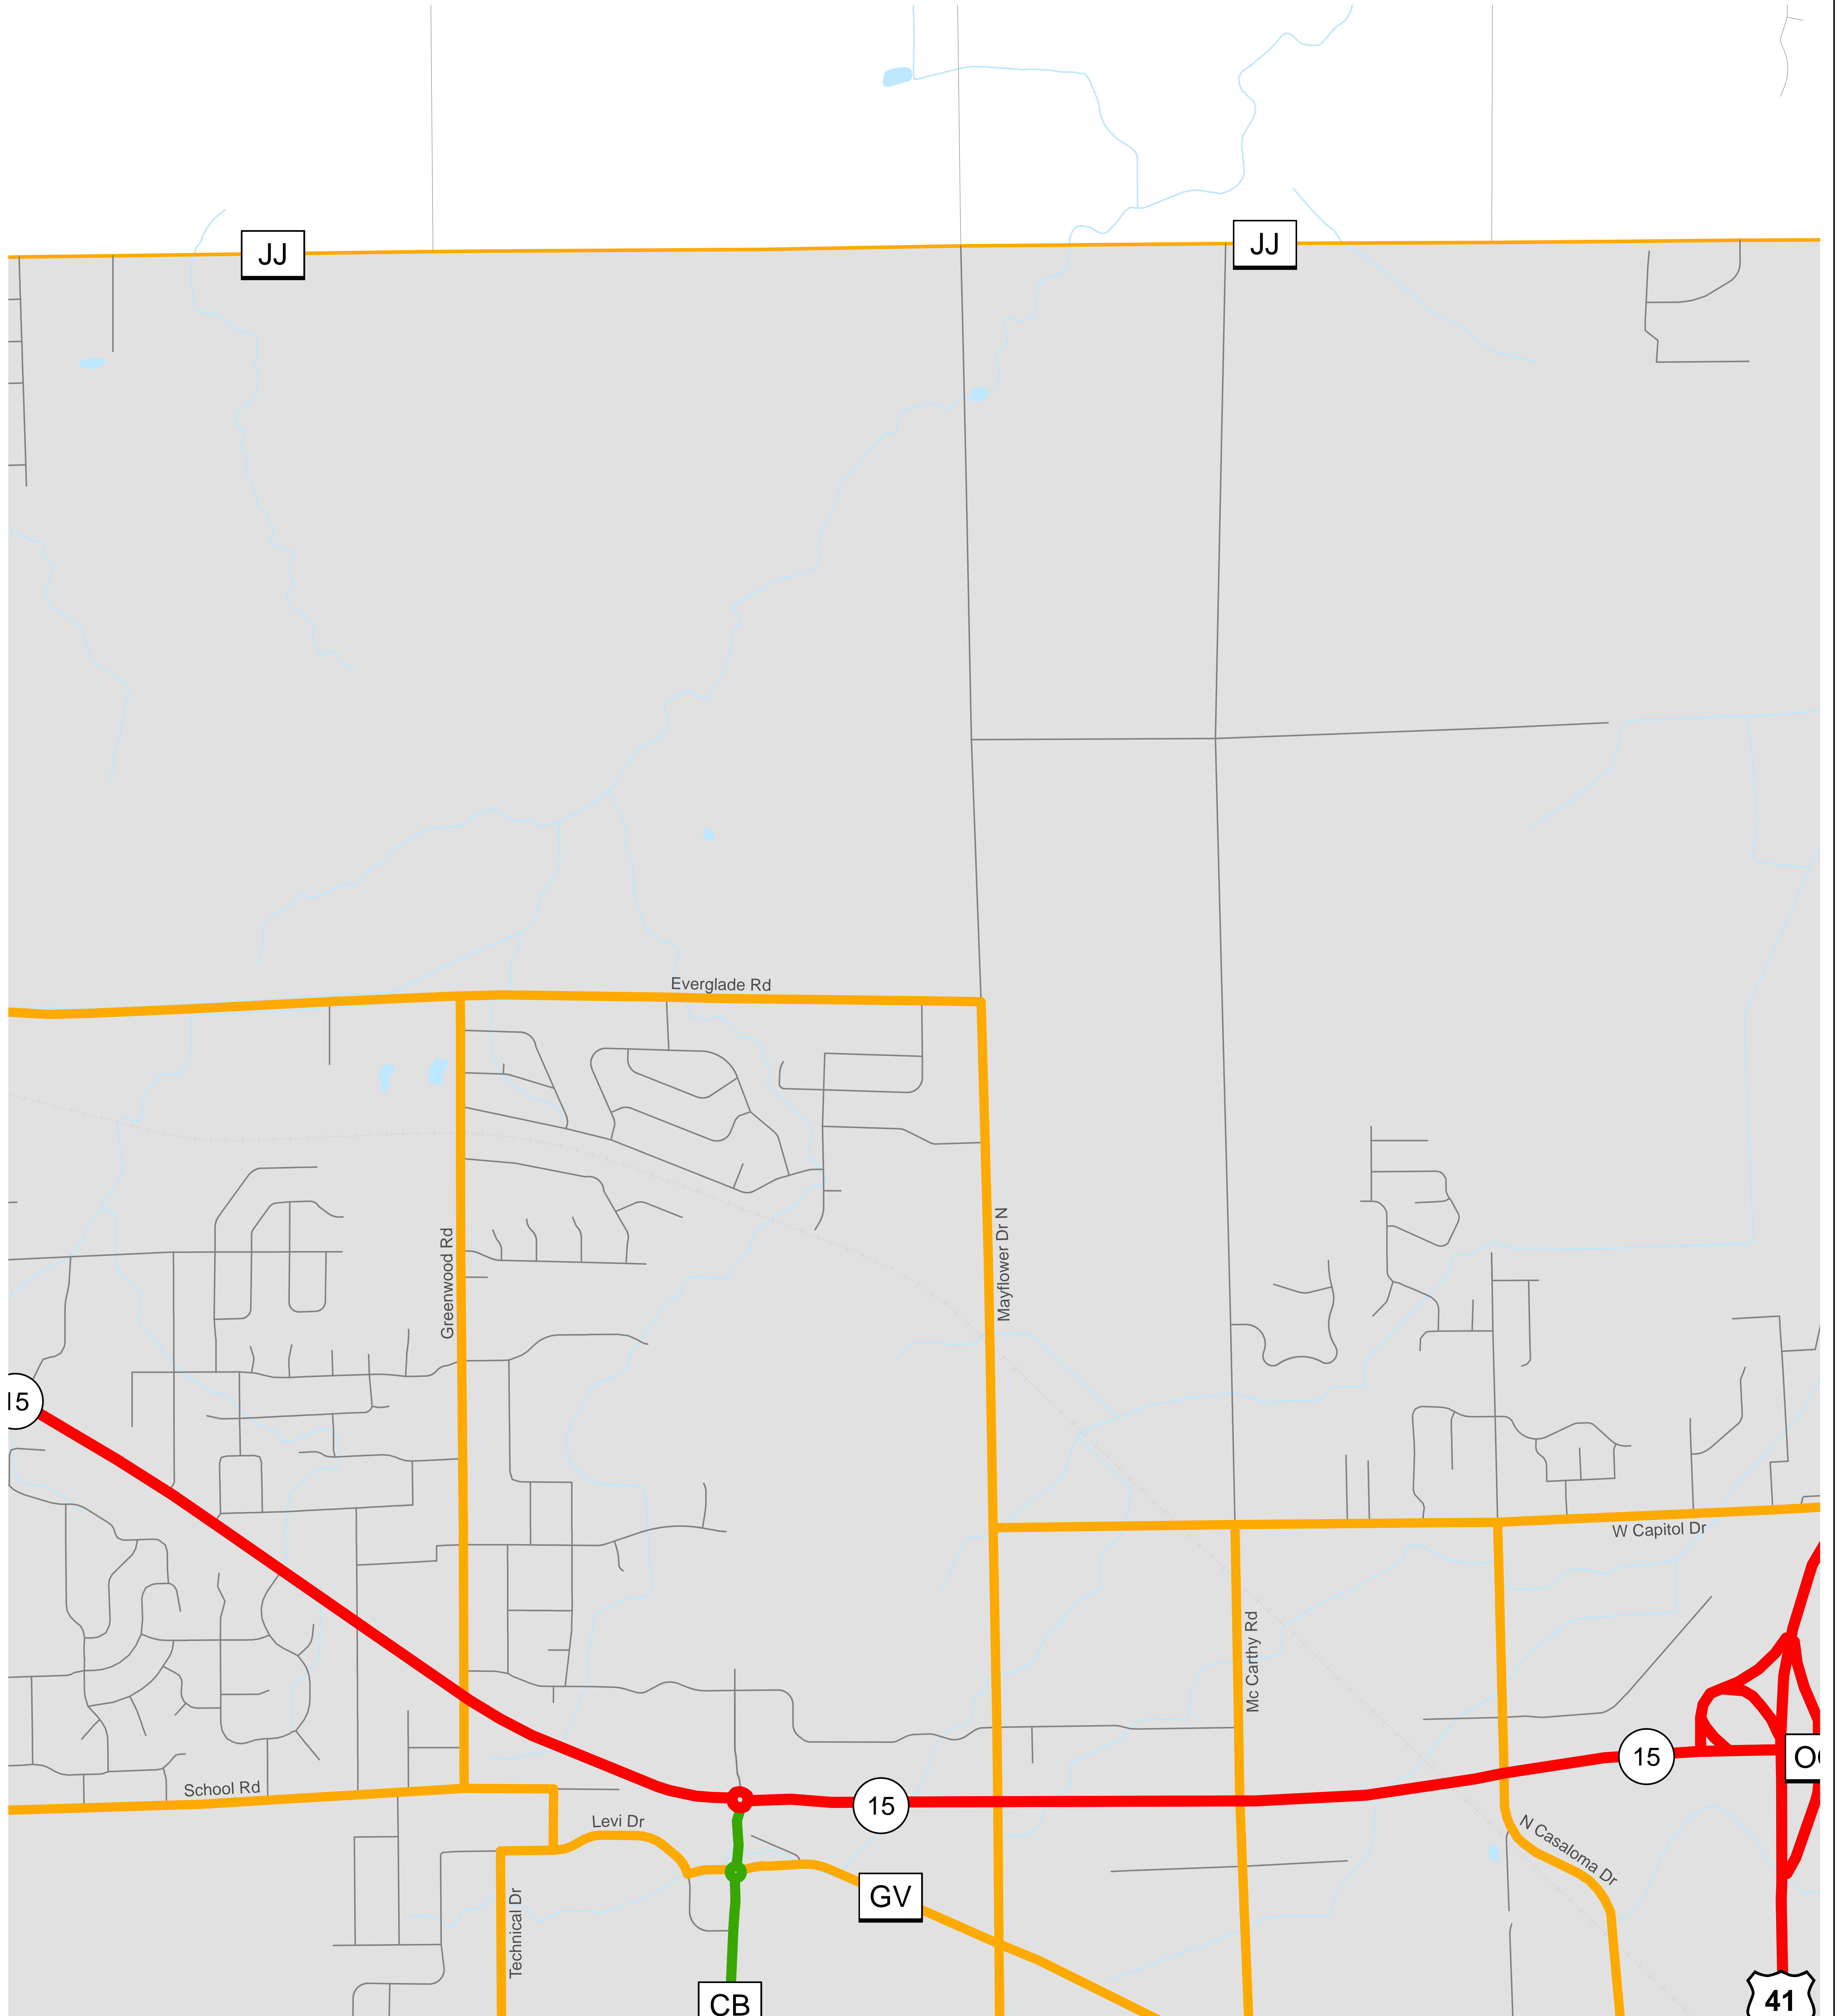 JJ
JJ
Everglade Rd
Mayflower Dr N
Greenwood Rd
15
W Capitol Dr
Mc Carthy Rd
15
School Rd
15
Levi Dr
N Casaloma Dr
GV
Technical Dr
CB
41